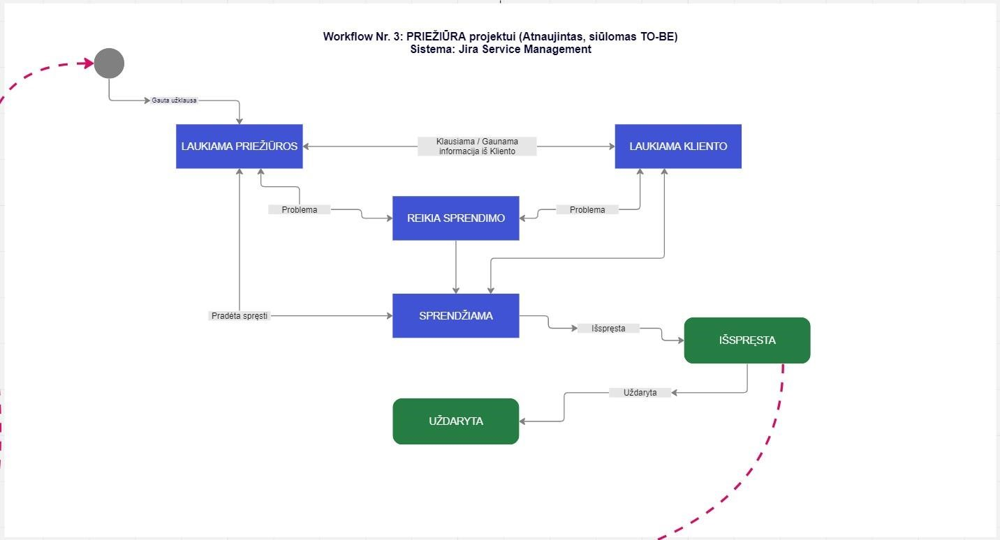 Workflow Nr. 3: PRIEŽIŪRA projektui (Atnaujintas, siūlomas TO-BE)
Sistema: Jira Service Management
Gauta užklausa
LAUKIAMA PRIEŽIŪROS
Klausiama / Gaunama
informacija iš Kliento
LAUKIAMA KLIENTO
Problema
REIKIA SPRENDIMO
Problema
Pradėta spręsti
SPRENDŽIAMA
Išspręsta
IŠSPRĘSTA
Uždaryta
UŽDARYTA